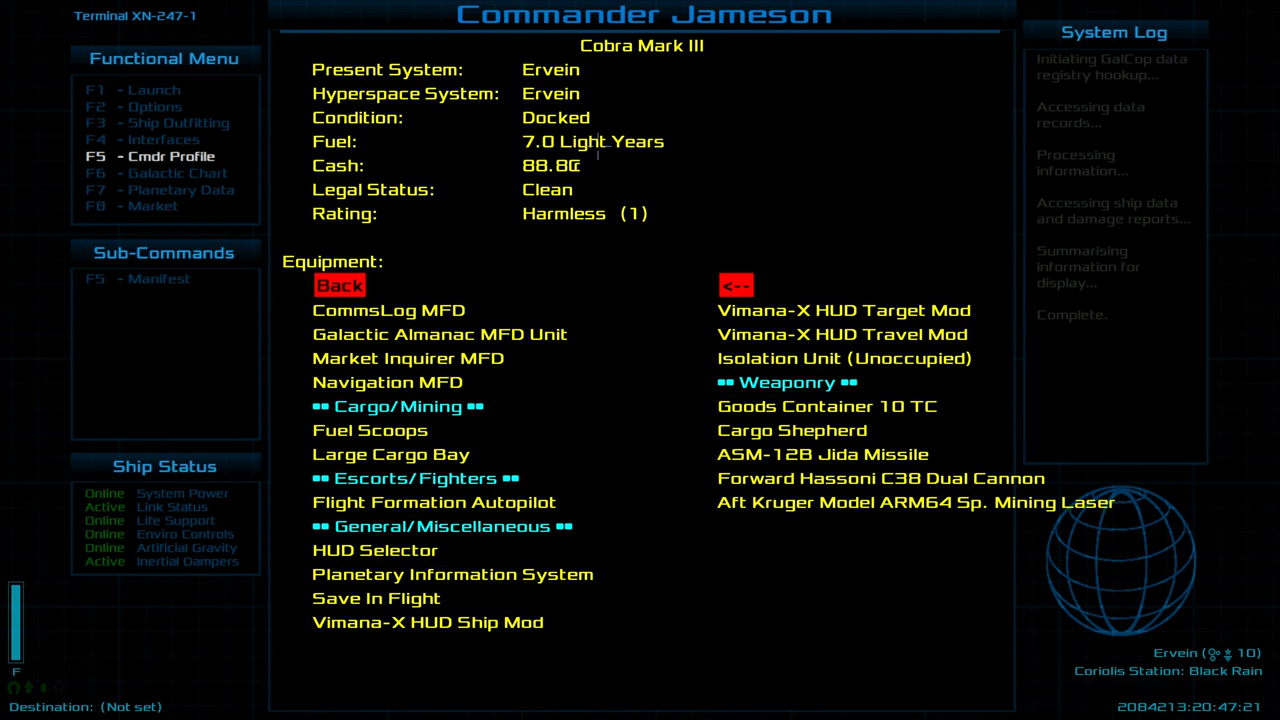 Terminal XN-247-1
Commander Jameson
Functional Menu
F1 - Launch
F2 - Options
F3 - Ship Outfitting
F4 - Interfaces
F5 - Cmdr Profile
F6 - Galactic Chart
F7 - Planetary Data
F8 - Market
Sub-Commands
F5 - Manifest
Ship Status
Online System Power
Active Link Status
Online Life Support
Online Enviro Controls
Online Artificial Gravity
Active Inertial Dampers
F
Destination: (Not set)
Cobra Mark III
Present System: Ervein
Hyperspace System: Ervein
Condition: Docked
Fuel: 7.0 Light Years
Cash: 88.8₢
Legal Status: Clean
Rating: Harmless (1)
Equipment:
Back
CommsLog MFD
Galactic Almanac MFD Unit
Market Inquirer MFD
Navigation MFD
Cargo/Mining
Fuel Scoops
Large Cargo Bay
Escorts/Fighters
Flight Formation Autopilot
General/Miscellaneous
HUD Selector
Planetary Information System
Save In Flight
Vimana-X HUD Ship Mod
<--
Vimana-X HUD Target Mod
Vimana-X HUD Travel Mod
Isolation Unit (Unoccupied)
Weaponry
Goods Container 10 TC
Cargo Shepherd
ASM-12B Jida Missile
Forward Hassoni C38 Dual Cannon
Aft Kruger Model ARM64 Sp. Mining Laser
System Log
Initiating GalCop data
registry hookup...
Accessing data
records...
Processing
information...
Accessing ship data
and damage reports...
Summarising
information for
display...
Complete.
Ervein (10)
Coriolis Station: Black Rain
2084213:20:47:21